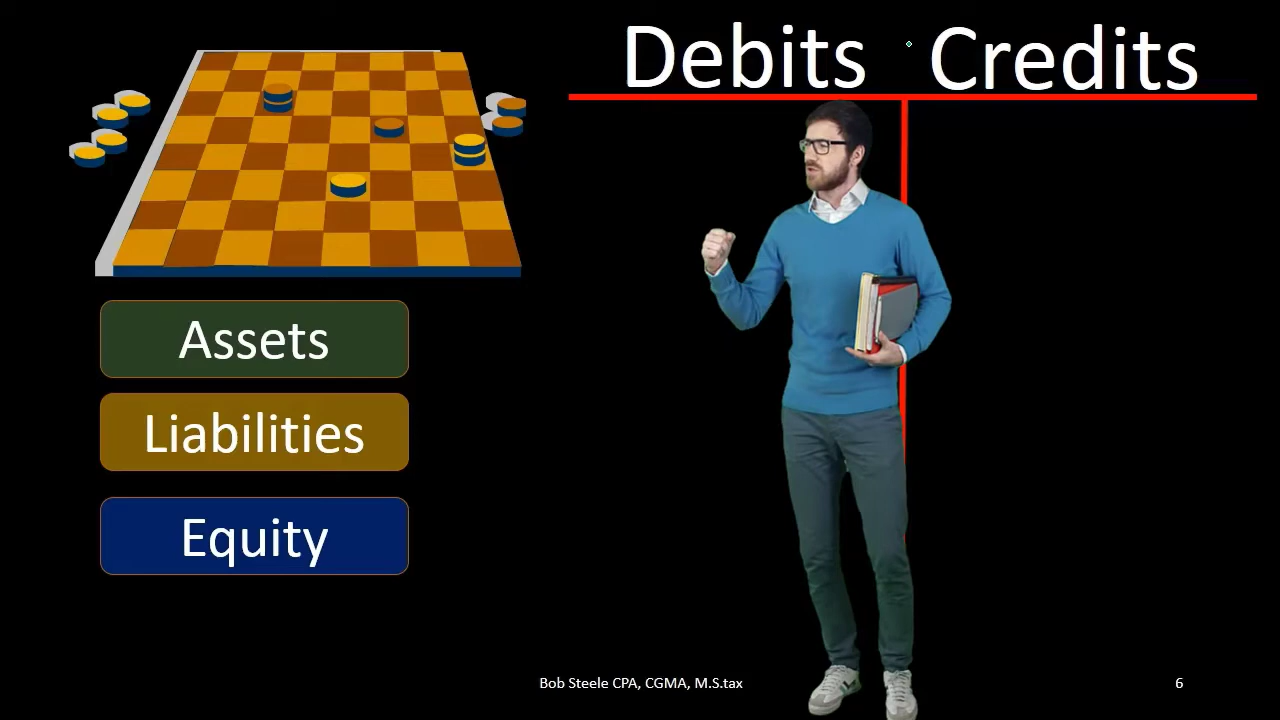 Debits Credits
Assets
Liabilities
Equity
Bob Steele CPA, CGMA, M.S.tax
6